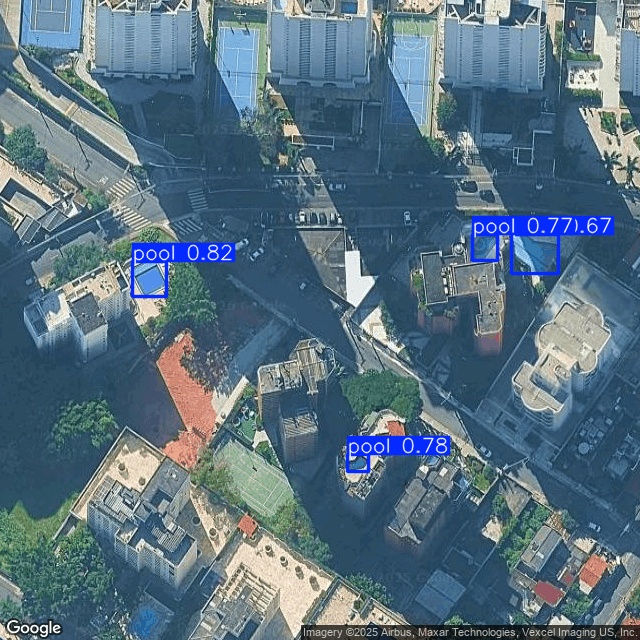 pool 0.77
0.67
pool 0.82
pool 0.78
Google
Imagery ©2025 Airbus, Maxar Technologies, Vexcel Imaging US, Inc.